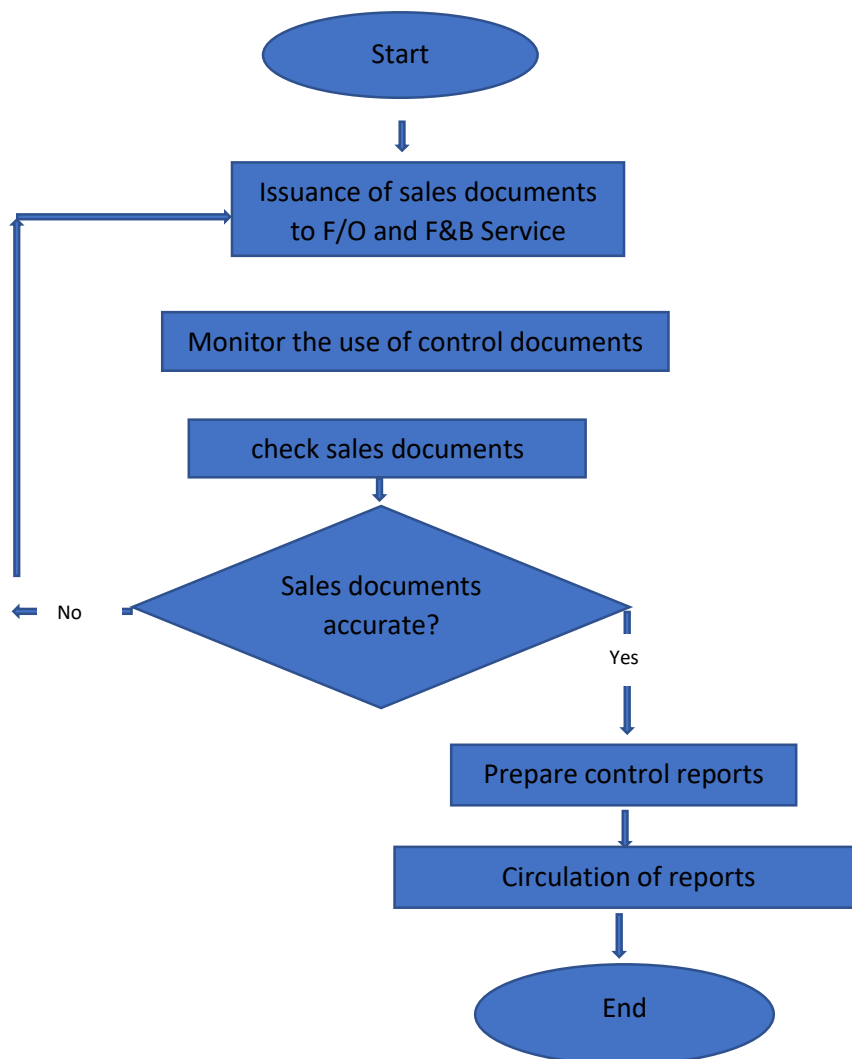 Start
Issuance of sales documents
to F/O and F&B Service
Monitor the use of control documents
check sales documents
Sales documents
accurate?
No
Yes
Prepare control reports
Circulation of reports
End